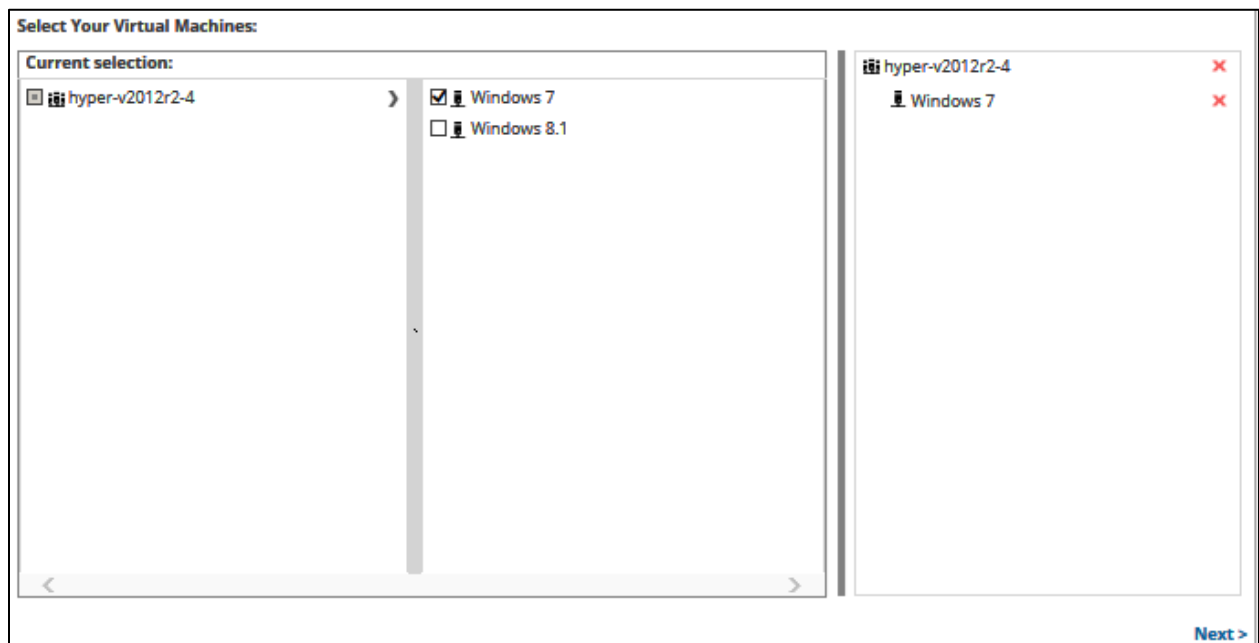 Select Your Virtual Machines:
Current selection:
hyper-v2012r2-4
Windows 7
Windows 8.1
hyper-v2012r2-4
Windows 7
Next >